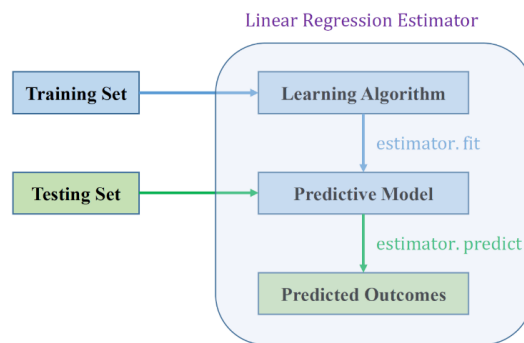 Linear Regression Estimator
Training Set
Learning Algorithm
estimator. fit
Testing Set
Predictive Model
estimator. predict
Predicted Outcomes